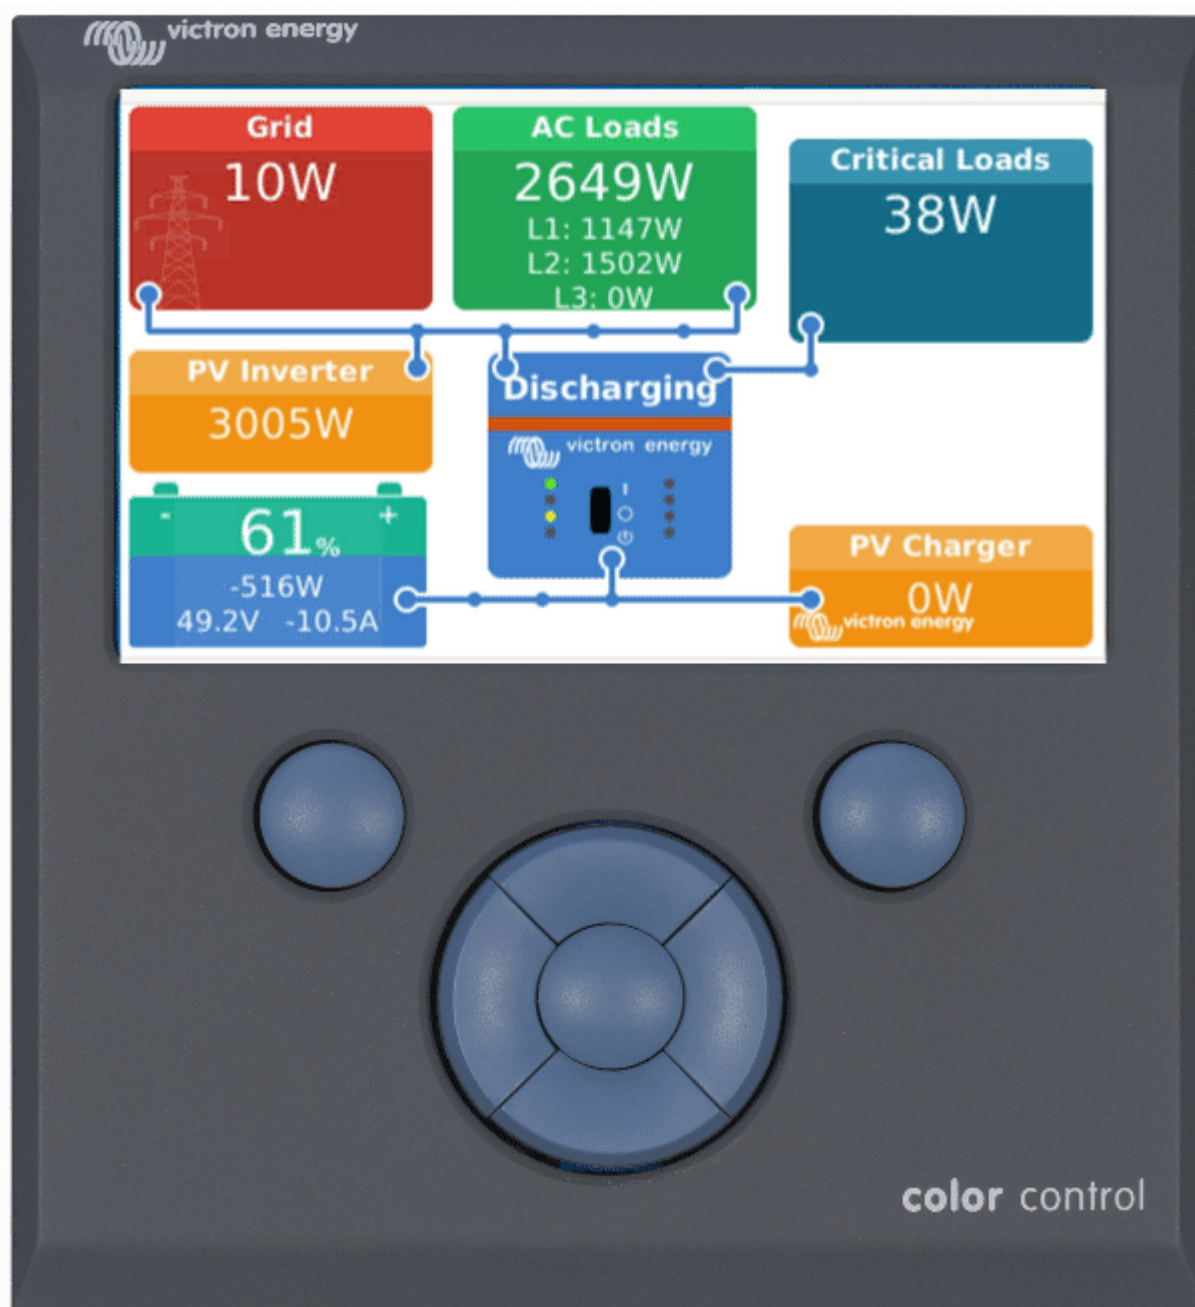 victron energy
Grid
10W
AC Loads
2649W
L1: 1147W
L2: 1502W
L3: 0W
Critical Loads
38W
PV Inverter
3005W
Discharging
victron energy
- +
61%
-516W
49.2V -10.5A
PV Charger
0W
victron energy
color control